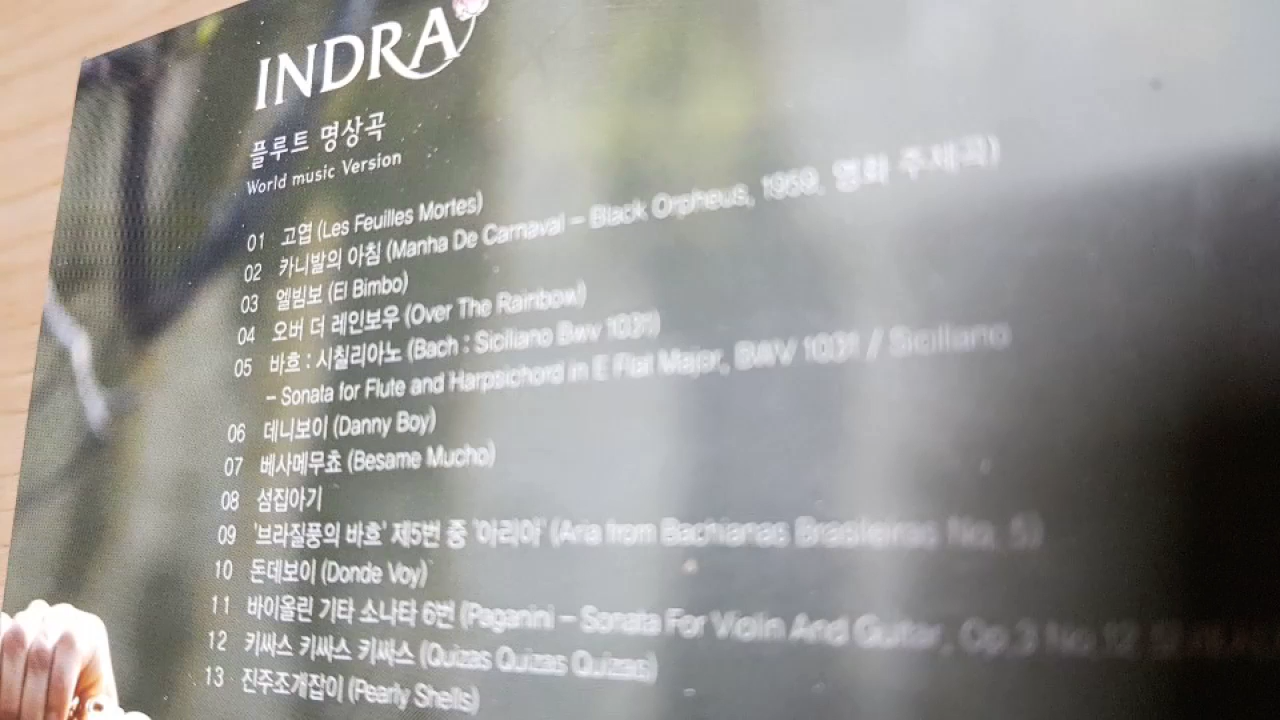 INDRA
플루트 명상곡
World music Version
01 고엽 (Les Feuilles Mortes)
02 카니발의 아침 (Manha De Carnaval – Black Orpheus, 1959, 영화 주제곡)
03 엘빔보 (El Bimbo)
04 오버 더 레인보우 (Over The Rainbow)
05 바흐 : 시칠리아노 (Bach : Siciliano Bwv 1031)
– Sonata for Flute and Harpsichord in E Flat Major, BWV 1031 / Siciliano
06 데니보이 (Danny Boy)
07 베사메무쵸 (Besame Mucho)
08 섬집아기
09 '브라질풍의 바흐' 제5번 중 '아리아' (Aria from Bachianas Brasileiras No. 5)
10 돈데보이 (Donde Voy)
11 바이올린 기타 소나타 6번 (Paganini – Sonata For Violin And Guitar, Op.3 No.12
12 키싸스 키싸스 키싸스 (Quizas Quizas Quizas)
13 진주조개잡이 (Pearly Shells)